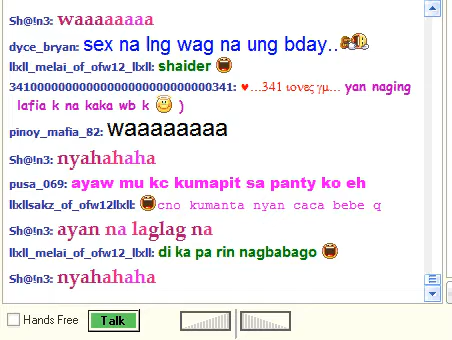 Sh@!n3: waaaaaaaa
dyce_bryan: sex na lng wag na ung bday..
llxll_melai_of_ofw12_llxll: shaider
3410000000000000000000000000000341: ♥...341 ιονες γμ... yan naging
lafia k na kaka wb k )
pinoy_mafia_82: waaaaaaaa
Sh@!n3: nyahahaha
pusa_069: ayaw mu kc kumapit sa panty ko eh
llxllsakz_of_ofw12llxll: cno kumanta nyan caca bebe q
Sh@!n3: ayan na laglag na
llxll_melai_of_ofw12_llxll: di ka pa rin nagbabago
Sh@!n3: nyahahaha
Hands Free Talk